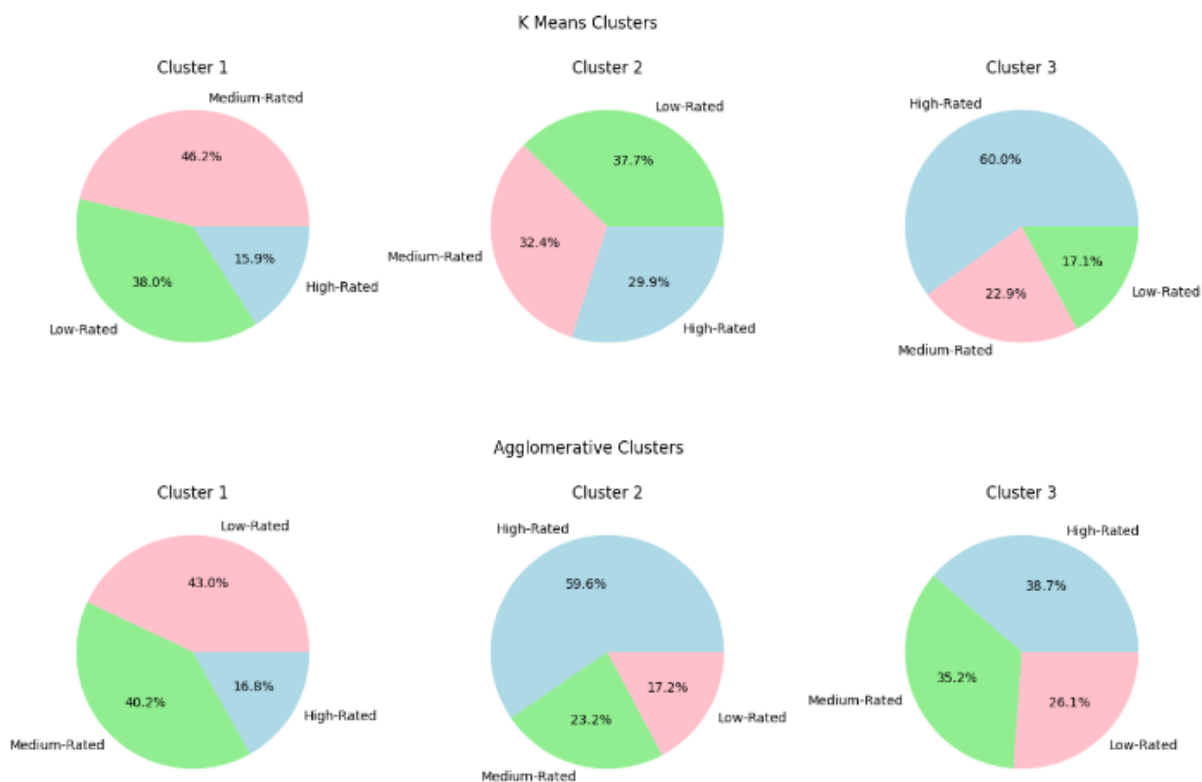 K Means Clusters
Cluster 1
Medium-Rated
46.2%
38.0%
15.9%
High-Rated
Low-Rated
Cluster 2
Low-Rated
37.7%
32.4%
Medium-Rated
29.9%
High-Rated
Cluster 3
High-Rated
60.0%
17.1%
22.9%
Low-Rated
Medium-Rated
Agglomerative Clusters
Cluster 1
Low-Rated
43.0%
40.2%
16.8%
High-Rated
Medium-Rated
Cluster 2
High-Rated
59.6%
17.2%
23.2%
Low-Rated
Medium-Rated
Cluster 3
High-Rated
38.7%
35.2%
Medium-Rated
26.1%
Low-Rated